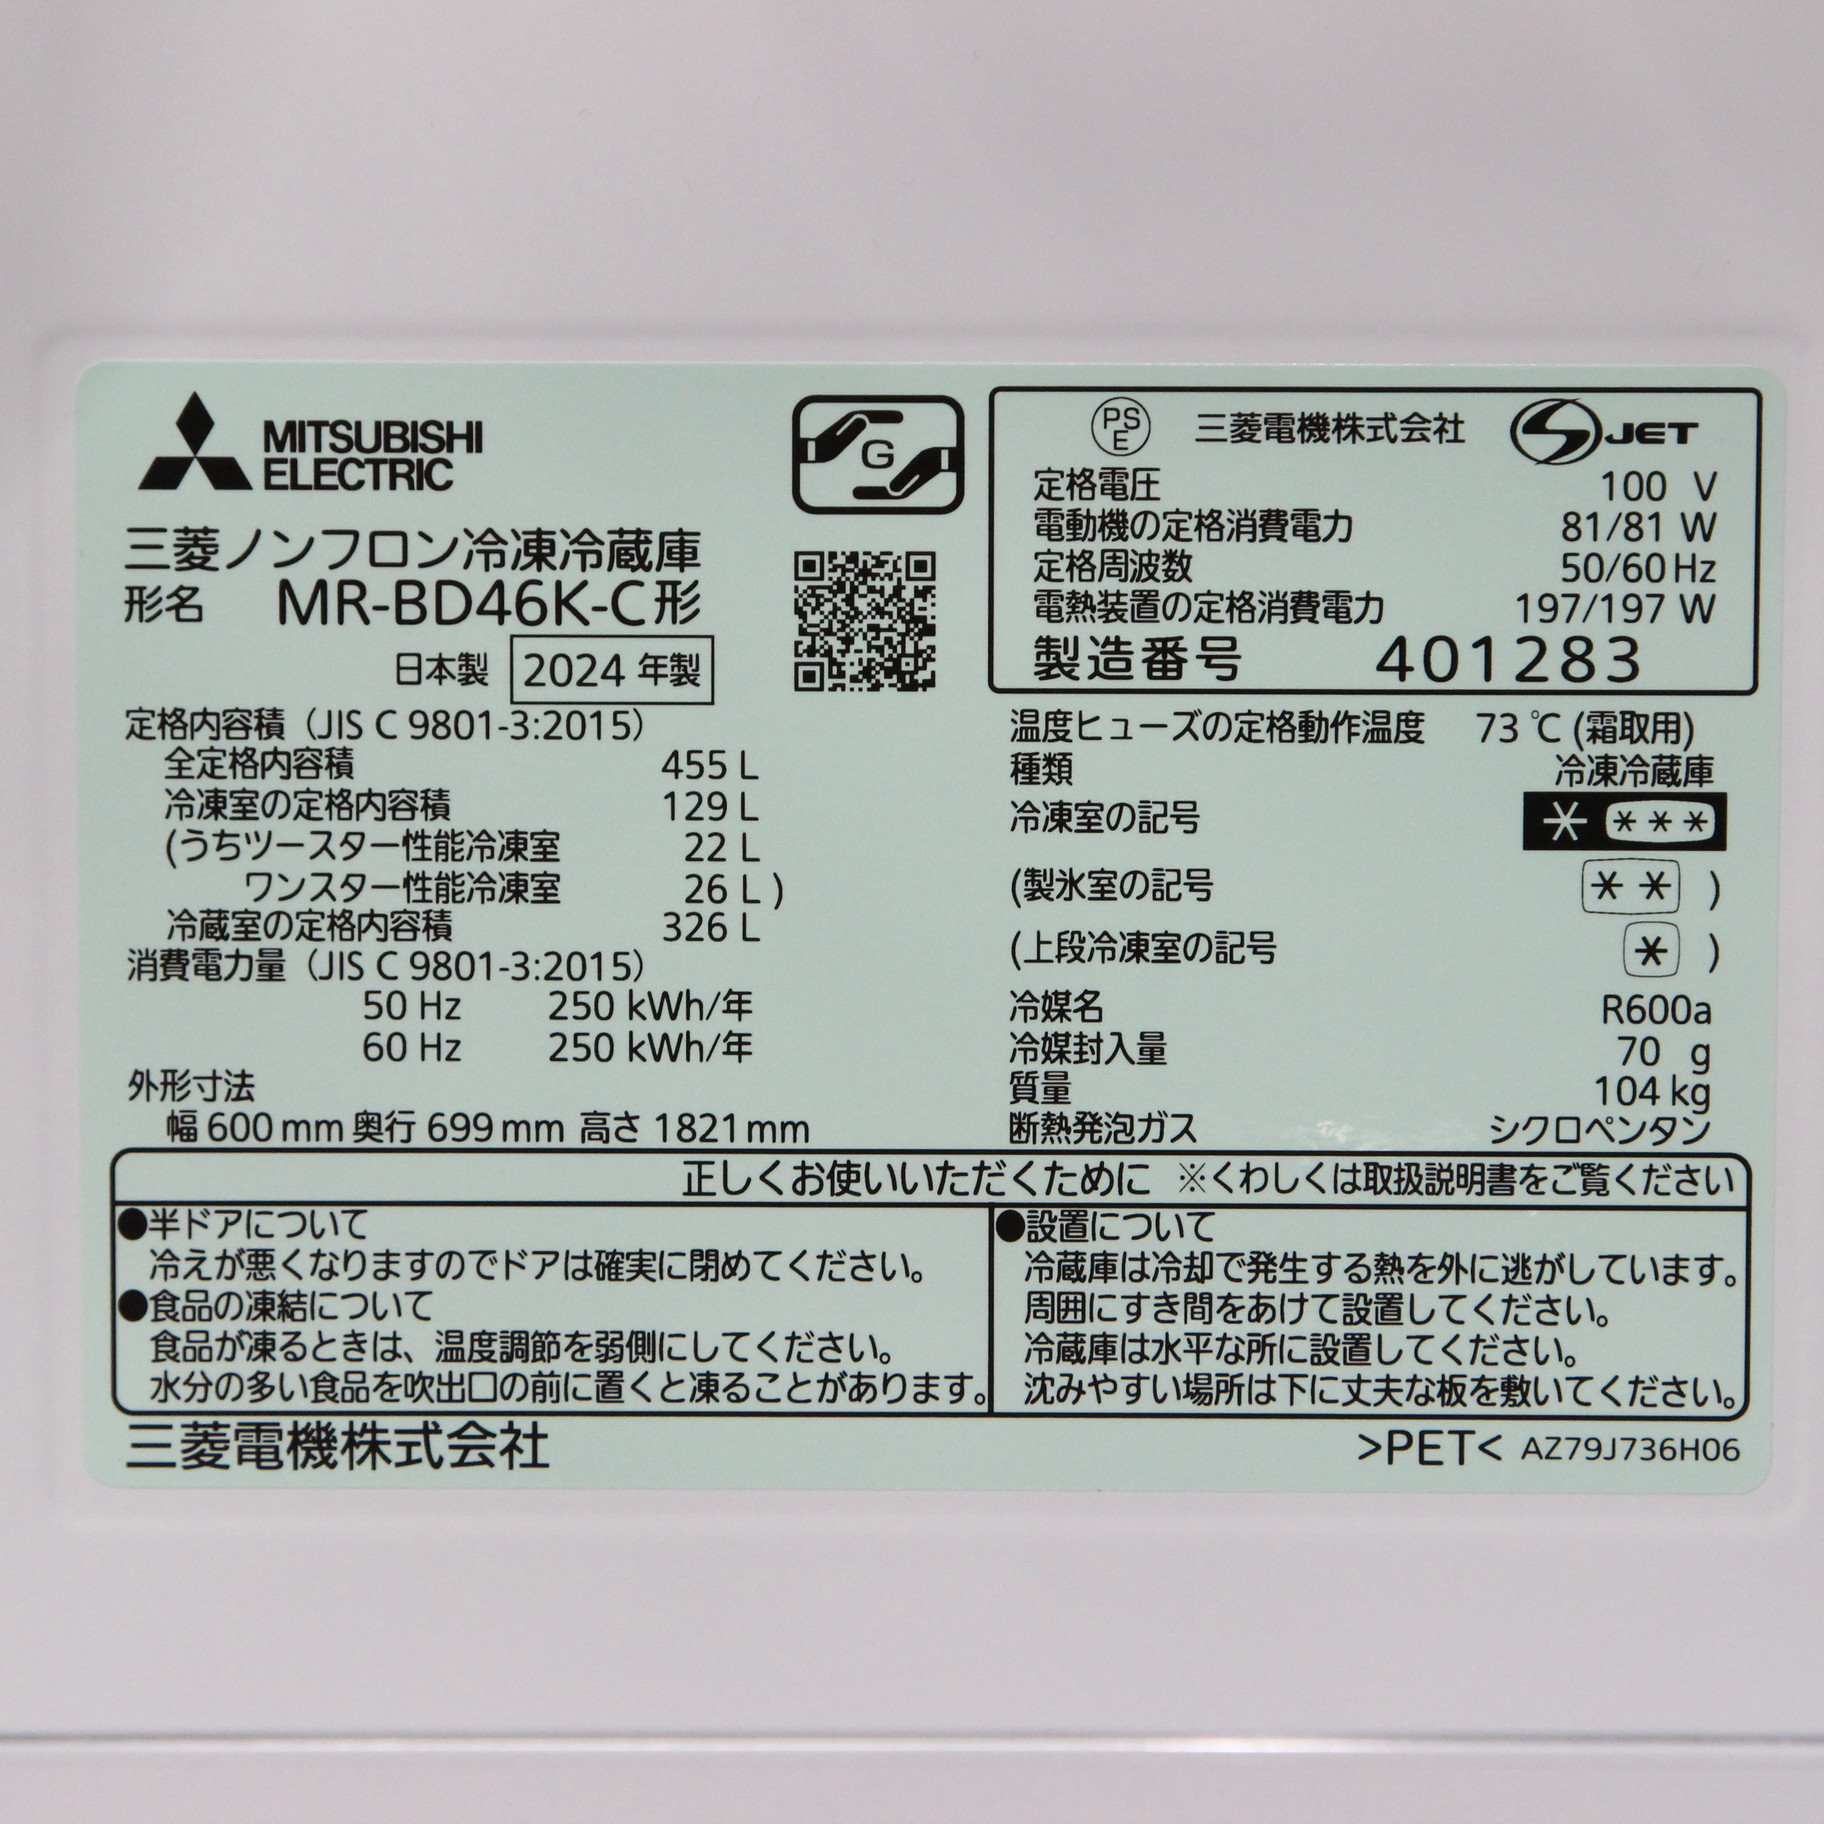 MITSUBISHI
ELECTRIC
G
三菱ノンフロン冷凍冷蔵庫
形名 MR-BD46K-C形
日本製 2024 年製
定格内容積（JIS C 9801-3:2015）
全定格内容積 455 L
冷凍室の定格内容積 129 L
(うちツースター性能冷凍室 22 L
ワンスター性能冷凍室 26 L )
冷蔵室の定格内容積 326 L
消費電力量（JIS C 9801-3:2015）
50 Hz 250 kWh/年
60 Hz 250 kWh/年
外形寸法
幅 600 mm 奥行 699 mm 高さ 1821 mm
PS
E
三菱電機株式会社 JET
定格電圧 100 V
電動機の定格消費電力 81/81 W
定格周波数 50/60 Hz
電熱装置の定格消費電力 197/197 W
製造番号 401283
温度ヒューズの定格動作温度 73 ℃ (霜取用)
種類 冷凍冷蔵庫
冷凍室の記号 * ***
(製氷室の記号 ** )
(上段冷凍室の記号 * )
冷媒名 R600a
冷媒封入量 70 g
質量 104 kg
断熱発泡ガス シクロペンタン
正しくお使いいただくために ※くわしくは取扱説明書をご覧ください
●半ドアについて
冷えが悪くなりますのでドアは確実に閉めてください。
●食品の凍結について
食品が凍るときは、温度調節を弱側にしてください。
水分の多い食品を吹出口の前に置くと凍ることがあります。
●設置について
冷蔵庫は冷却で発生する熱を外に逃がしています。
周囲にすき間をあけて設置してください。
冷蔵庫は水平な所に設置してください。
沈みやすい場所は下に丈夫な板を敷いてください。
三菱電機株式会社 >PET< AZ79J736H06